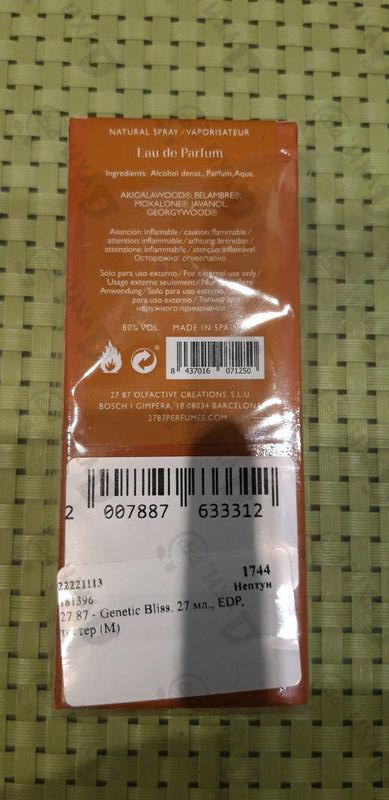 NATURAL SPRAY / VAPORISATEUR
Eau de Parfum
Ingredients: Alcohol denat., Parfum, Aqua.
AKIGALAWOOD®, BELAMBRE®,
MOXALONE®, JAVANOL,
GEORGYWOOD®
Atención: inflamable / caution: flammable /
attention: inflammable / achtung: brennbar /
attenzione: inflammabile / atenção: inflamável
Осторожно: огнеопасно
Solo para uso externo / For external use only /
Usage externe seulement / Nur
Anwendung / Solo para uso esterno /
para uso externo / Только для
наружного применения
80% VOL. MADE IN SPAIN
8 437016 071250
27 87 OLFACTIVE CREATIONS, S.L.U.
BOSCH I GIMPERA, 18 08034 BARCELONA
2787PERFUMES.COM
2 007887 633312
22221113 1744
181396 Нептун
27 87 - Genetic Bliss. 27 мл., EDP,
тестер (М)